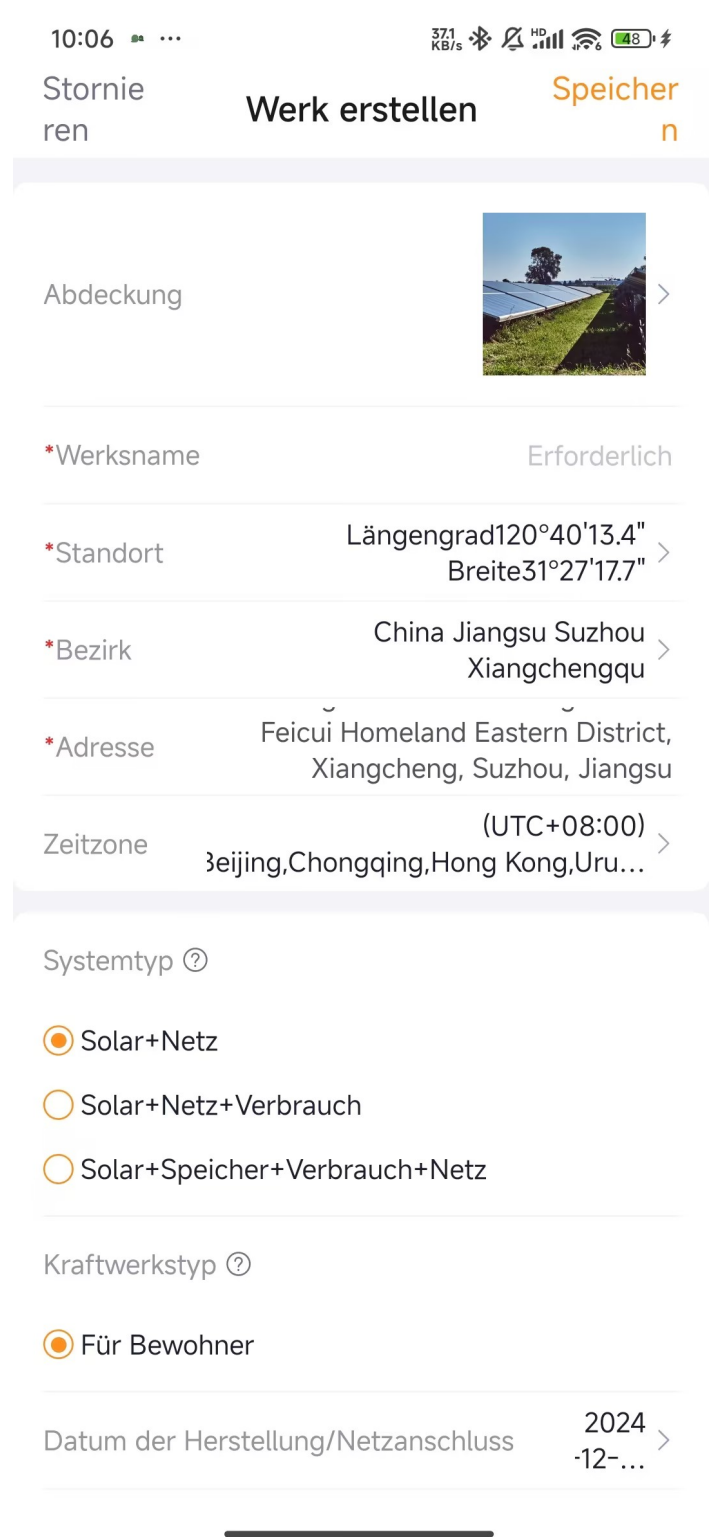 10:06
37.1
KB/s
HD
6
48
Stornie
ren
Werk erstellen
Speicher
n
Abdeckung
*Werksname
Erforderlich
*Standort
Längengrad120°40'13.4"
Breite31°27'17.7"
*Bezirk
China Jiangsu Suzhou
Xiangchengqu
*Adresse
Feicui Homeland Eastern District,
Xiangcheng, Suzhou, Jiangsu
Zeitzone
(UTC+08:00)
Beijing,Chongqing,Hong Kong,Uru...
Systemtyp ?
Solar+Netz
Solar+Netz+Verbrauch
Solar+Speicher+Verbrauch+Netz
Kraftwerkstyp ?
Für Bewohner
Datum der Herstellung/Netzanschluss
2024
-12-...